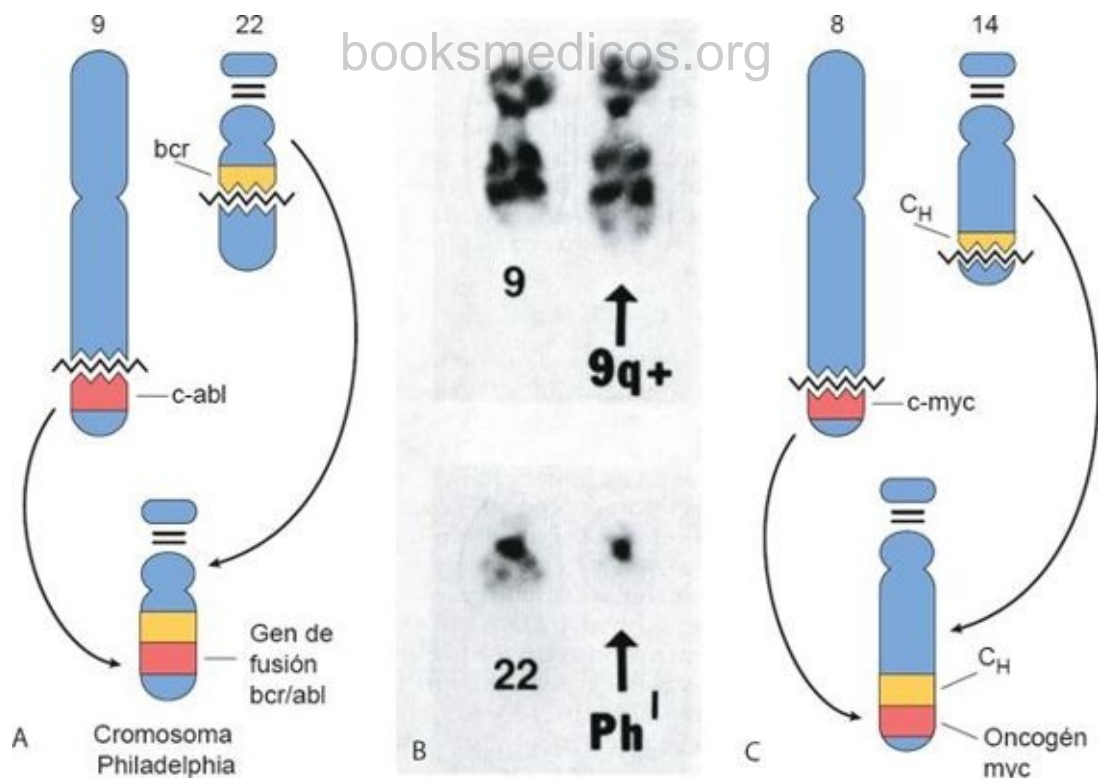 booksmedicos.org
9
22
bcr
c-abl
Gen de
fusión
bcr/abl
A
Cromosoma
Philadelphia
9
9q+
22
Ph¹
B
8
14
C_H
c-myc
C_H
Oncogén
myc
C